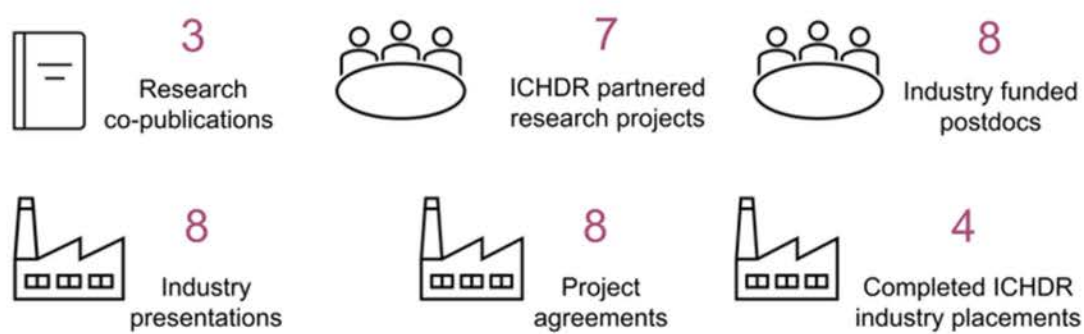 3
Research
co-publications
7
ICHDR partnered
research projects
8
Industry funded
postdocs
8
Industry
presentations
8
Project
agreements
4
Completed ICHDR
industry placements